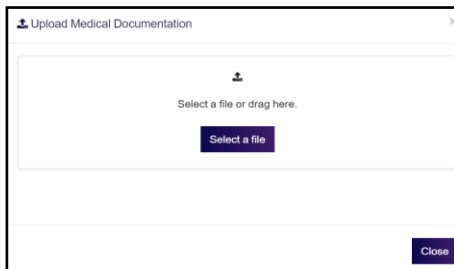 Upload Medical Documentation
Select a file or drag here.
Select a file
Close